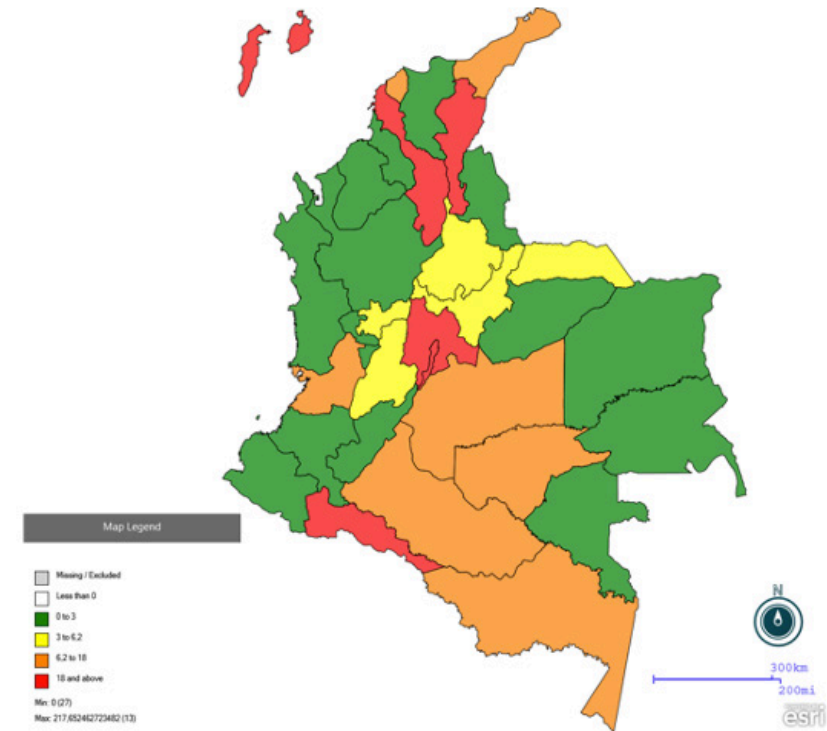 Map Legend
Missing / Excluded
Less than 0
0 to 3
3 to 6,2
6,2 to 18
18 and above
Min: 0 (27)
Max: 217,652462723482 (13)
N
300km
200mi
esri